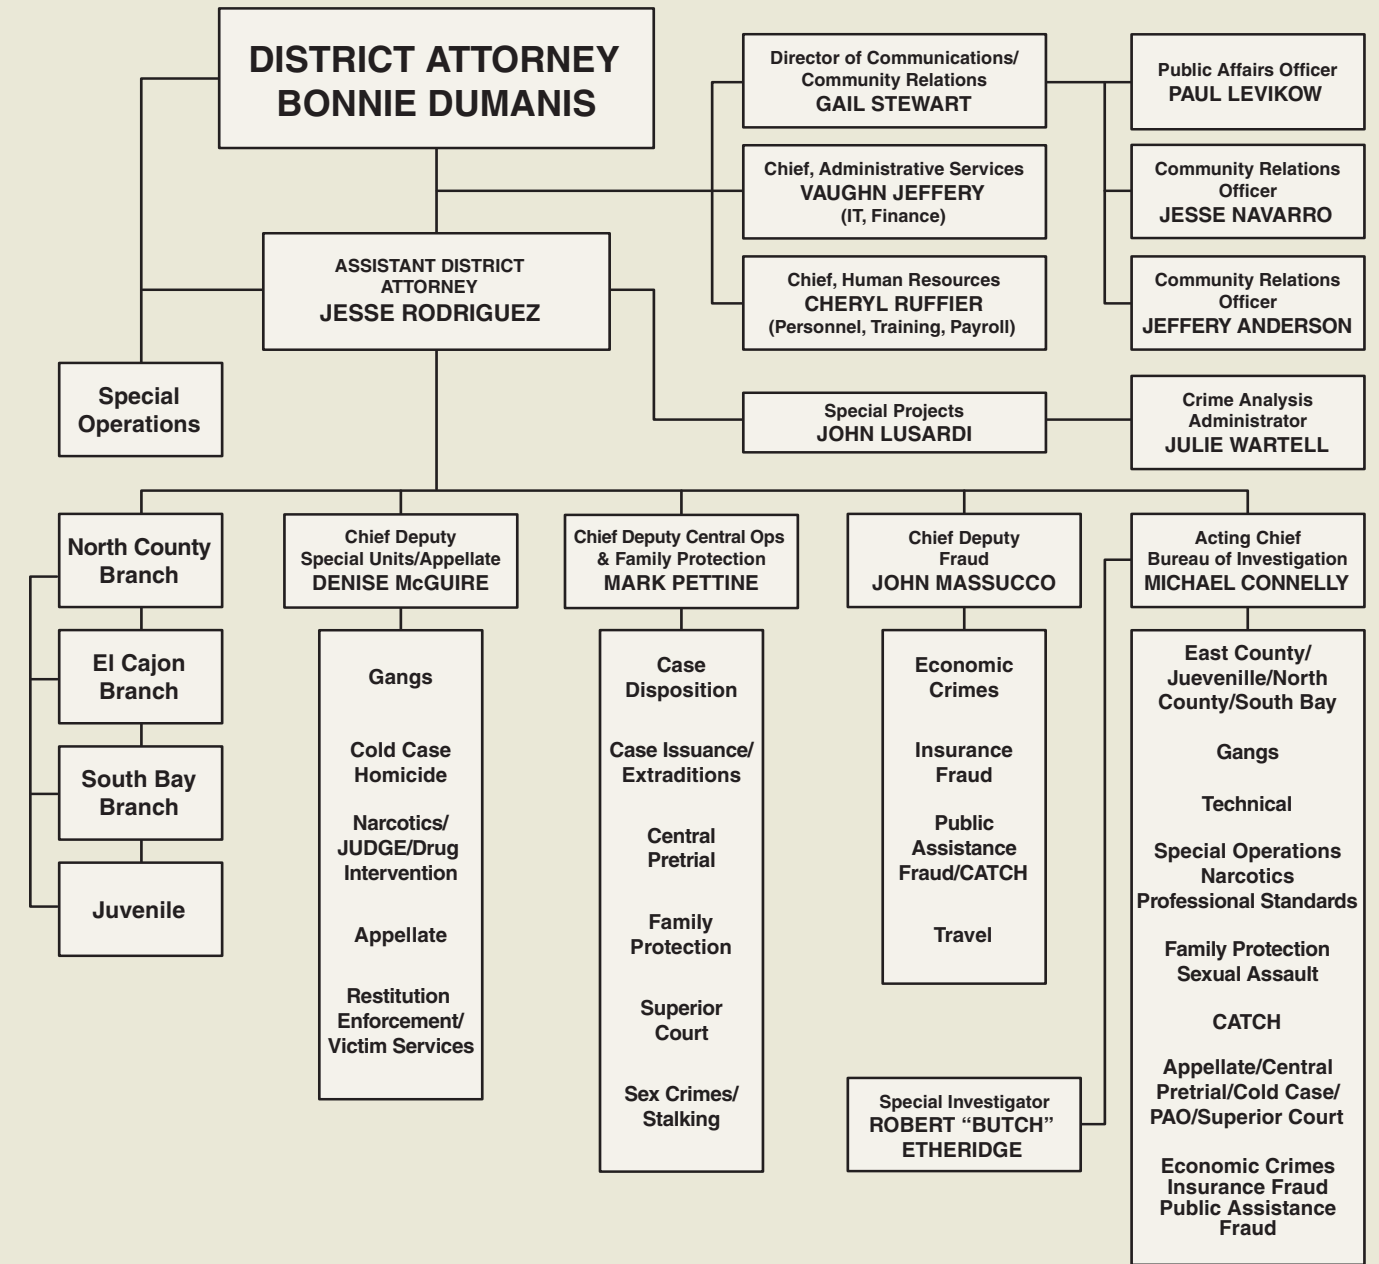 DISTRICT ATTORNEY
BONNIE DUMANIS
Director of Communications/
Community Relations
GAIL STEWART
Public Affairs Officer
PAUL LEVIKOW
Chief, Administrative Services
VAUGHN JEFFERY
(IT, Finance)
Community Relations
Officer
JESSE NAVARRO
ASSISTANT DISTRICT
ATTORNEY
JESSE RODRIGUEZ
Chief, Human Resources
CHERYL RUFFIER
(Personnel, Training, Payroll)
Community Relations
Officer
JEFFERY ANDERSON
Special
Operations
Special Projects
JOHN LUSARDI
Crime Analysis
Administrator
JULIE WARTELL
North County
Branch
El Cajon
Branch
South Bay
Branch
Juvenile
Chief Deputy
Special Units/Appellate
DENISE McGUIRE
Gangs
Cold Case
Homicide
Narcotics/
JUDGE/Drug
Intervention
Appellate
Restitution
Enforcement/
Victim Services
Chief Deputy Central Ops
& Family Protection
MARK PETTINE
Case
Disposition
Case Issuance/
Extraditions
Central
Pretrial
Family
Protection
Superior
Court
Sex Crimes/
Stalking
Chief Deputy
Fraud
JOHN MASSUCCO
Economic
Crimes
Insurance
Fraud
Public
Assistance
Fraud/CATCH
Travel
Special Investigator
ROBERT “BUTCH”
ETHERIDGE
Acting Chief
Bureau of Investigation
MICHAEL CONNELLY
East County/
Juevenille/North
County/South Bay
Gangs
Technical
Special Operations
Narcotics
Professional Standards
Family Protection
Sexual Assault
CATCH
Appellate/Central
Pretrial/Cold Case/
PAO/Superior Court
Economic Crimes
Insurance Fraud
Public Assistance
Fraud